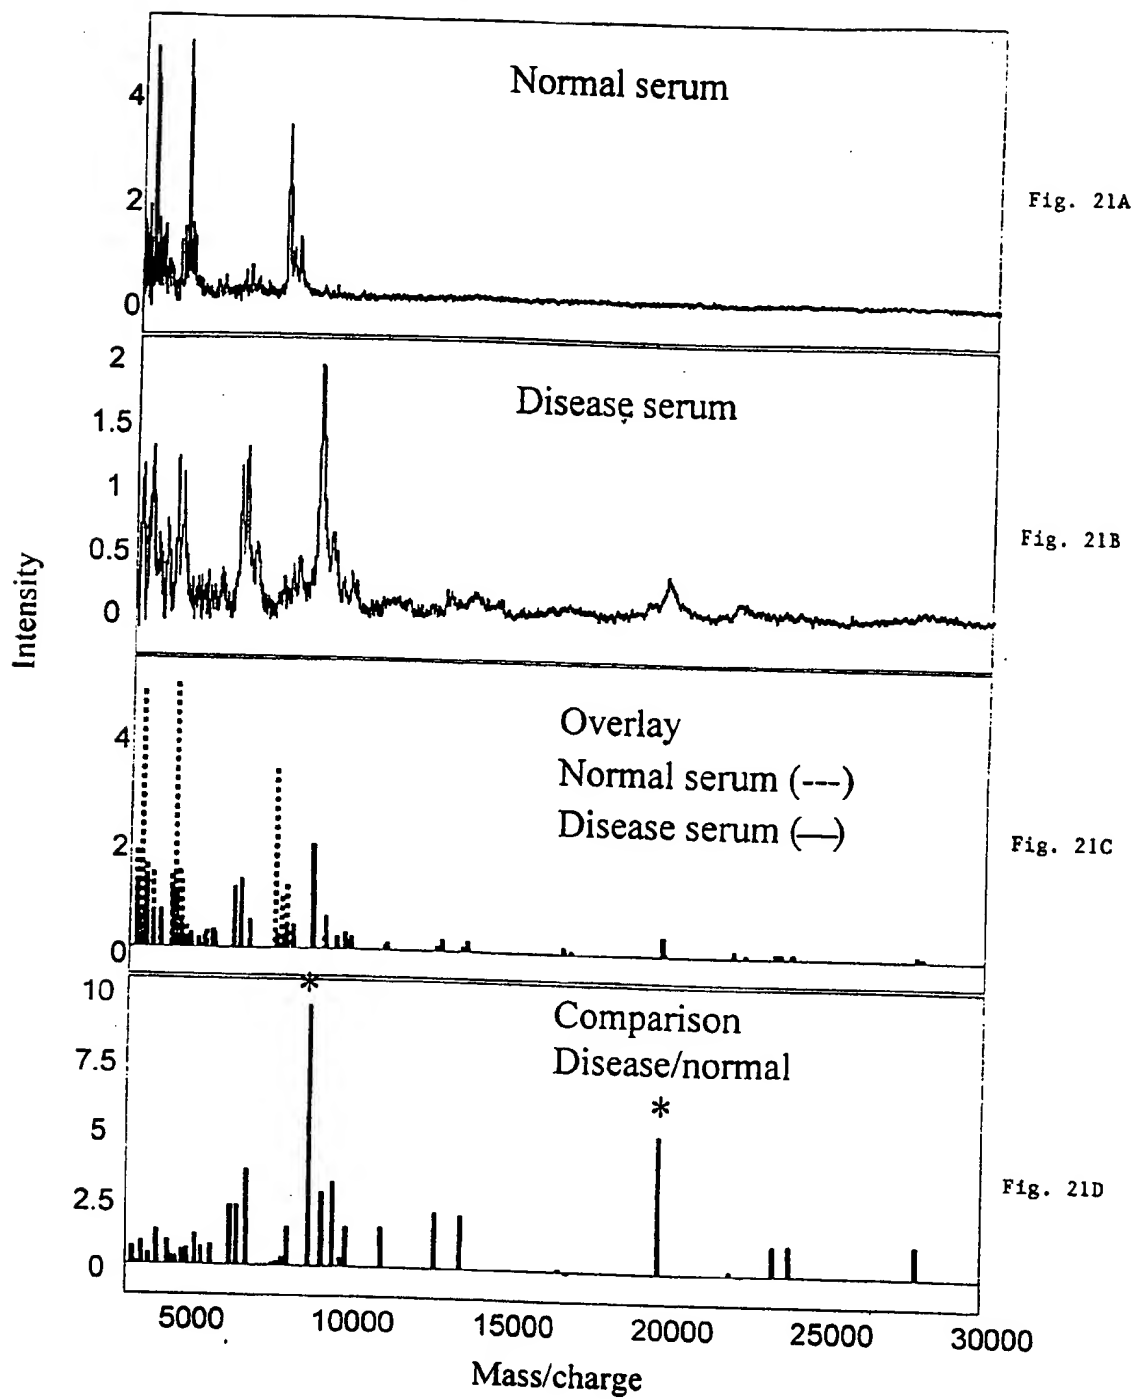 4
2
0
Normal serum
Fig. 21A
2
1.5
1
0.5
0
Disease serum
Fig. 21B
Intensity
4
2
0
Overlay
Normal serum (---)
Disease serum (—)
Fig. 21C
10
7.5
5
2.5
0
*
Comparison
Disease/normal
*
Fig. 21D
5000 10000 15000 20000 25000 30000
Mass/charge